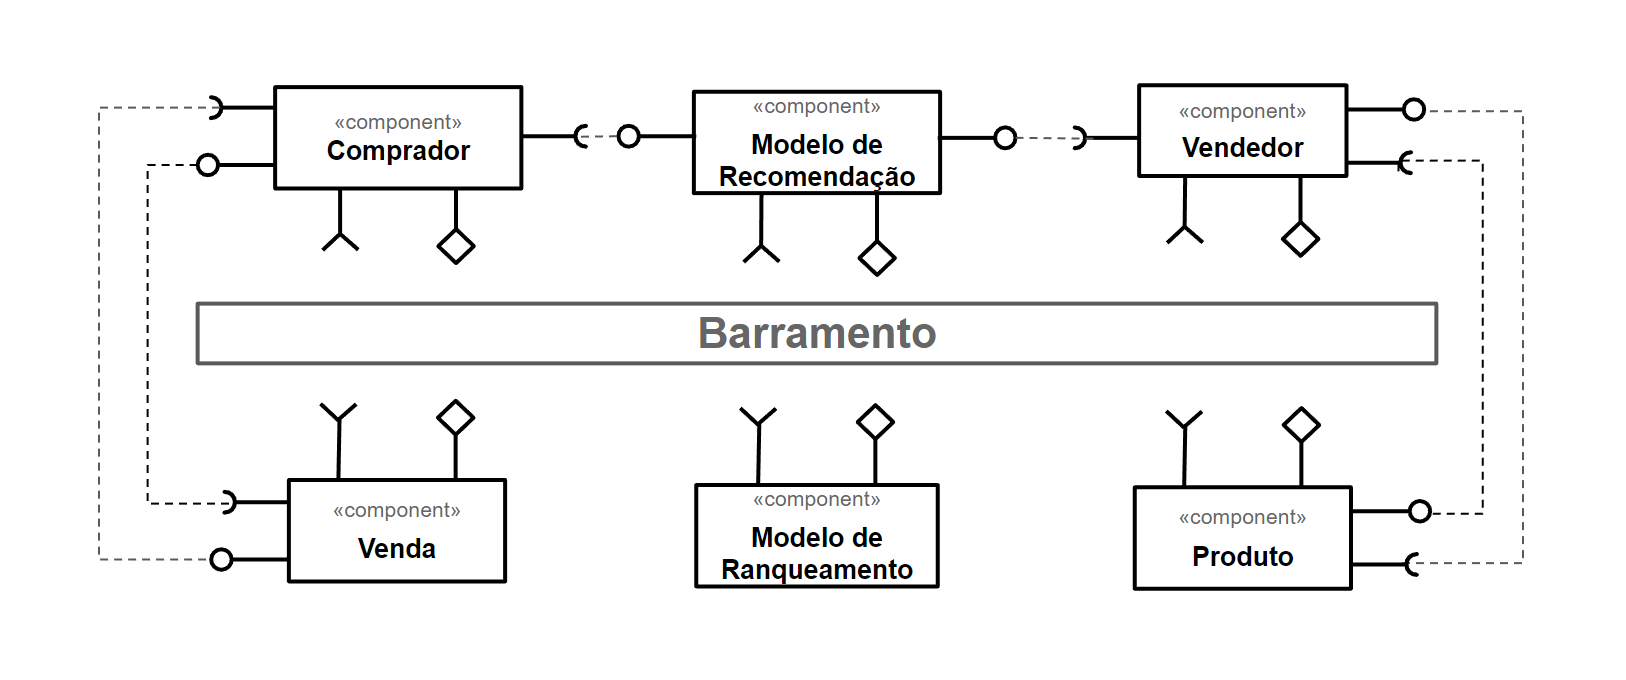 «component»
Comprador
«component»
Modelo de
Recomendação
«component»
Vendedor
Barramento
«component»
Venda
«component»
Modelo de
Ranqueamento
«component»
Produto